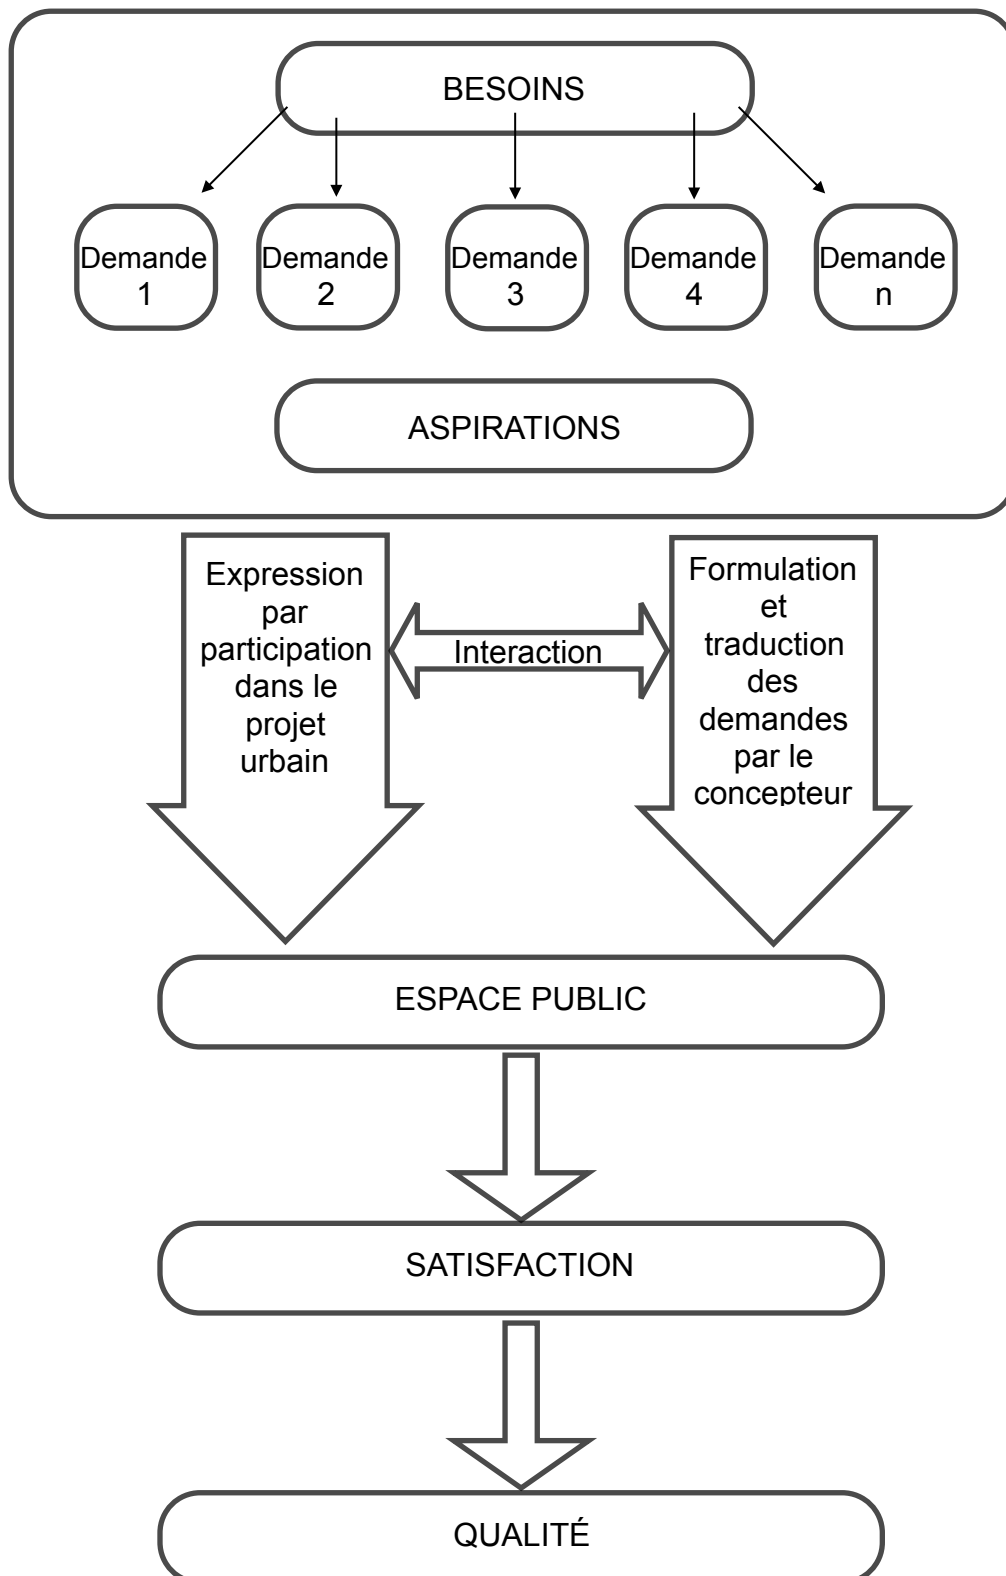 BESOINS
Demande
1
Demande
2
Demande
3
Demande
4
Demande
n
ASPIRATIONS
Expression
par
participation
dans le
projet
urbain
Interaction
Formulation
et
traduction
des
demandes
par le
concepteur
ESPACE PUBLIC
SATISFACTION
QUALITÉ